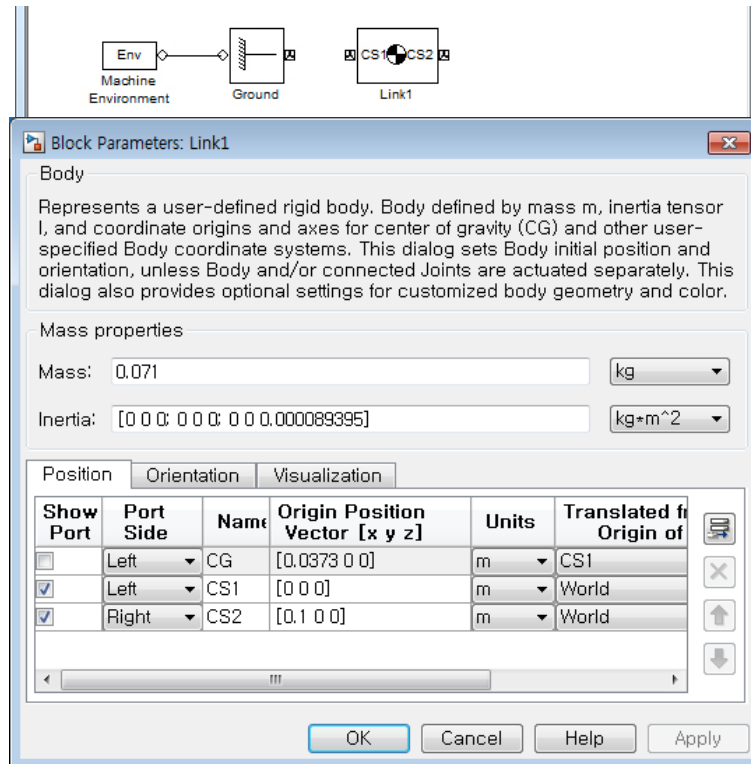 Env
Machine
Environment
Ground
CS1 CS2
Link1
Block Parameters: Link1
Body
Represents a user-defined rigid body. Body defined by mass m, inertia tensor
I, and coordinate origins and axes for center of gravity (CG) and other user-
specified Body coordinate systems. This dialog sets Body initial position and
orientation, unless Body and/or connected Joints are actuated separately. This
dialog also provides optional settings for customized body geometry and color.
Mass properties
Mass: 0.071 kg
Inertia: [0 0 0; 0 0 0; 0 0 0.000089395] kg*m^2
Position Orientation Visualization
Show Port Port Side Name Origin Position Vector [x y z] Units Translated fr Origin of
Left CG [0.0373 0 0] m CS1
Left CS1 [0 0 0] m World
Right CS2 [0.1 0 0] m World
OK Cancel Help Apply